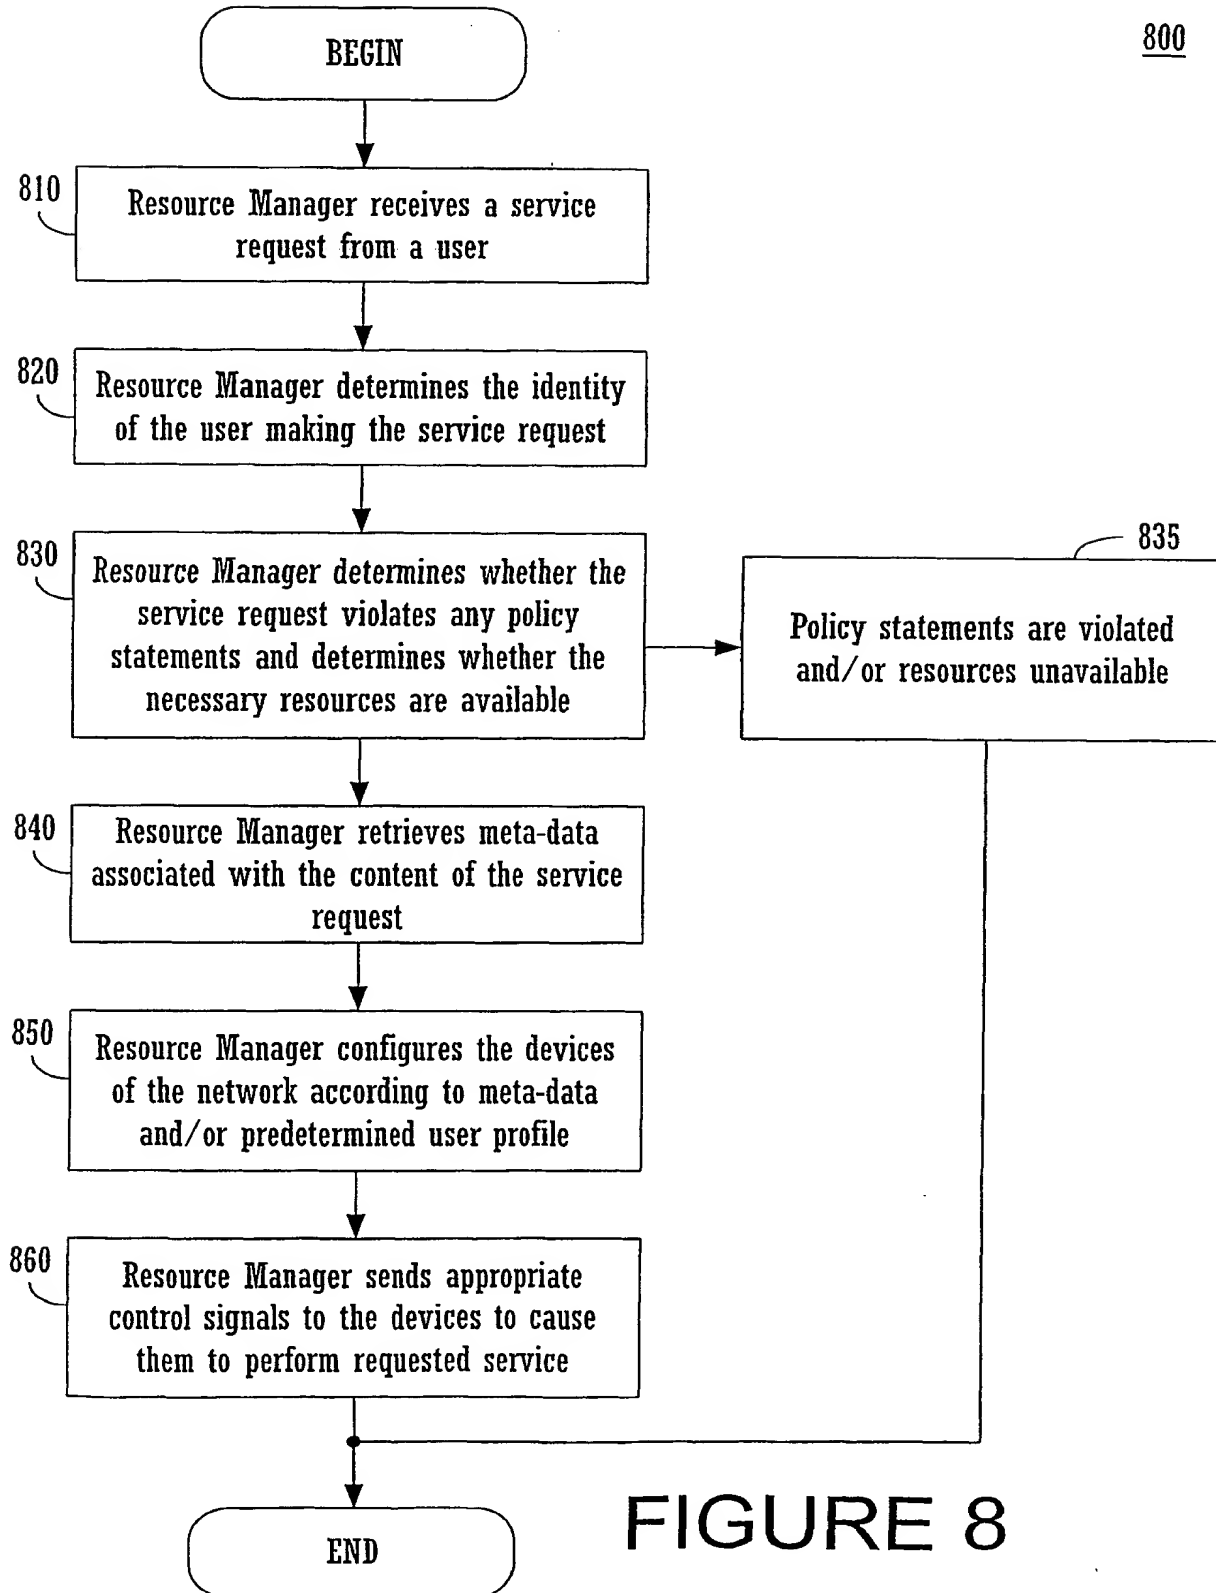 800
BEGIN
810
Resource Manager receives a service
request from a user
820
Resource Manager determines the identity
of the user making the service request
830
Resource Manager determines whether the
service request violates any policy
statements and determines whether the
necessary resources are available
835
Policy statements are violated
and/or resources unavailable
840
Resource Manager retrieves meta-data
associated with the content of the service
request
850
Resource Manager configures the devices
of the network according to meta-data
and/or predetermined user profile
860
Resource Manager sends appropriate
control signals to the devices to cause
them to perform requested service
END
FIGURE 8